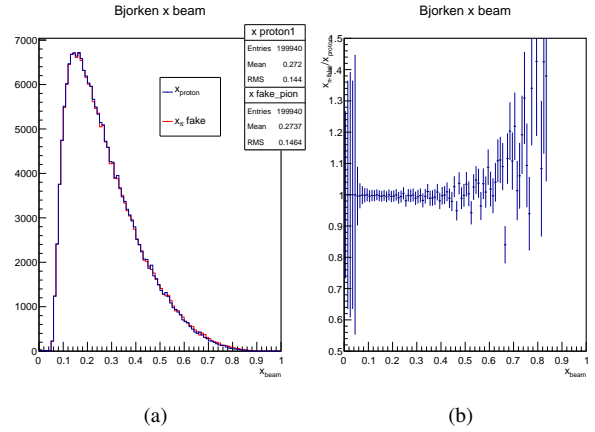 Bjorken x beam
x proton1
Entries 199940
Mean 0.272
RMS 0.144
x fake_pion
Entries 199940
Mean 0.2737
RMS 0.1464
x_proton
x_π fake
7000
6000
5000
4000
3000
2000
1000
0
0 0.1 0.2 0.3 0.4 0.5 0.6 0.7 0.8 0.9 1
x_beam
(a)
Bjorken x beam
x_π fake/x_proton
1.5
1.4
1.3
1.2
1.1
1
0.9
0.8
0.7
0.6
0.5
0 0.1 0.2 0.3 0.4 0.5 0.6 0.7 0.8 0.9 1
x_beam
(b)